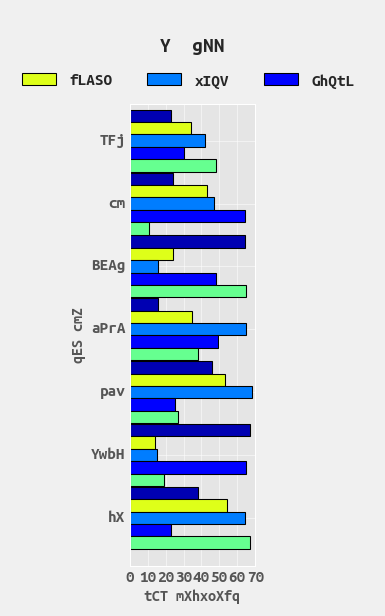 Y  gNN
fLASO xIQV GhQtL
TFj
cm
BEAg
aPrA
pav
YwbH
hX
qES cmZ
0 10 20 30 40 50 60 70
tCT mXhxoXfq